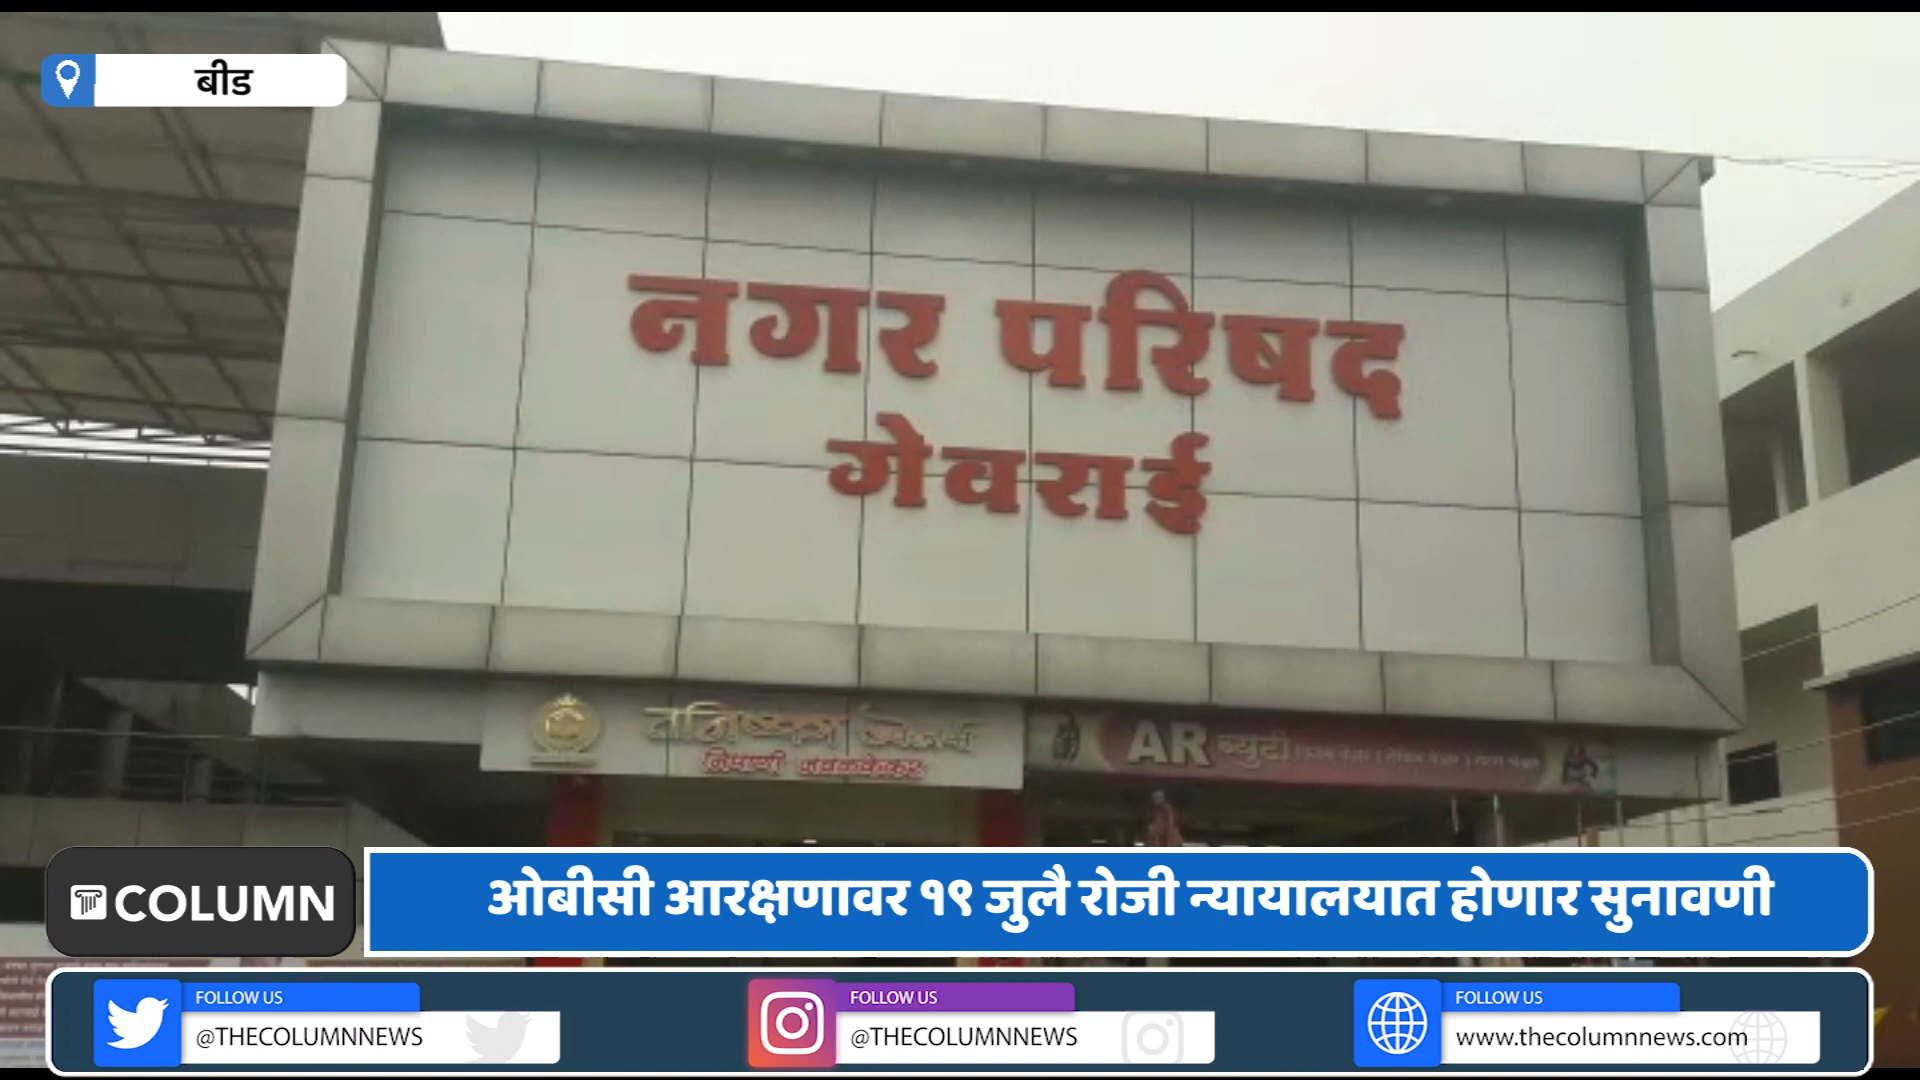 बीड
नगर परिषद
गेवराई
AR ब्युटी
COLUMN
ओबीसी आरक्षणावर १९ जुलै रोजी न्यायालयात होणार सुनावणी
FOLLOW US
@THECOLUMNNEWS
FOLLOW US
@THECOLUMNNEWS
FOLLOW US
www.thecolumnnews.com